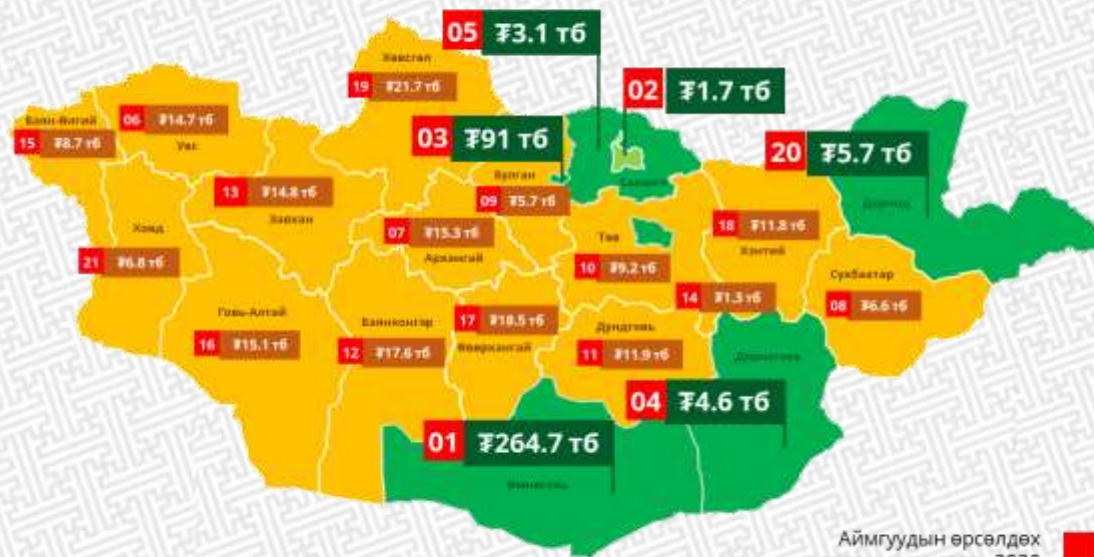 05 ₮3.1 тб
Хөвсгөл
19 ₮21.7 тб
02 ₮1.7 тб
Баян-Өлгий
15 ₮8.7 тб
06 ₮14.7 тб
Увс
03 ₮91 тб
20 ₮5.7 тб
Булган
Сэлэнгэ
13 ₮14.8 тб
Завхан
09 ₮5.7 тб
Дорнод
Ховд
21 ₮6.8 тб
07 ₮15.3 тб
Архангай
Төв
10 ₮9.2 тб
18 ₮11.8 тб
Хэнтий
Сүхбаатар
08 ₮6.6 тб
14 ₮1.3 тб
Говь-Алтай
16 ₮15.1 тб
Баянхонгор
12 ₮17.6 тб
17 ₮18.5 тб
Өвөрхангай
Дундговь
11 ₮11.9 тб
Дорноговь
04 ₮4.6 тб
01 ₮264.7 тб
Өмнөговь
Аймгуудын өрсөлдөх